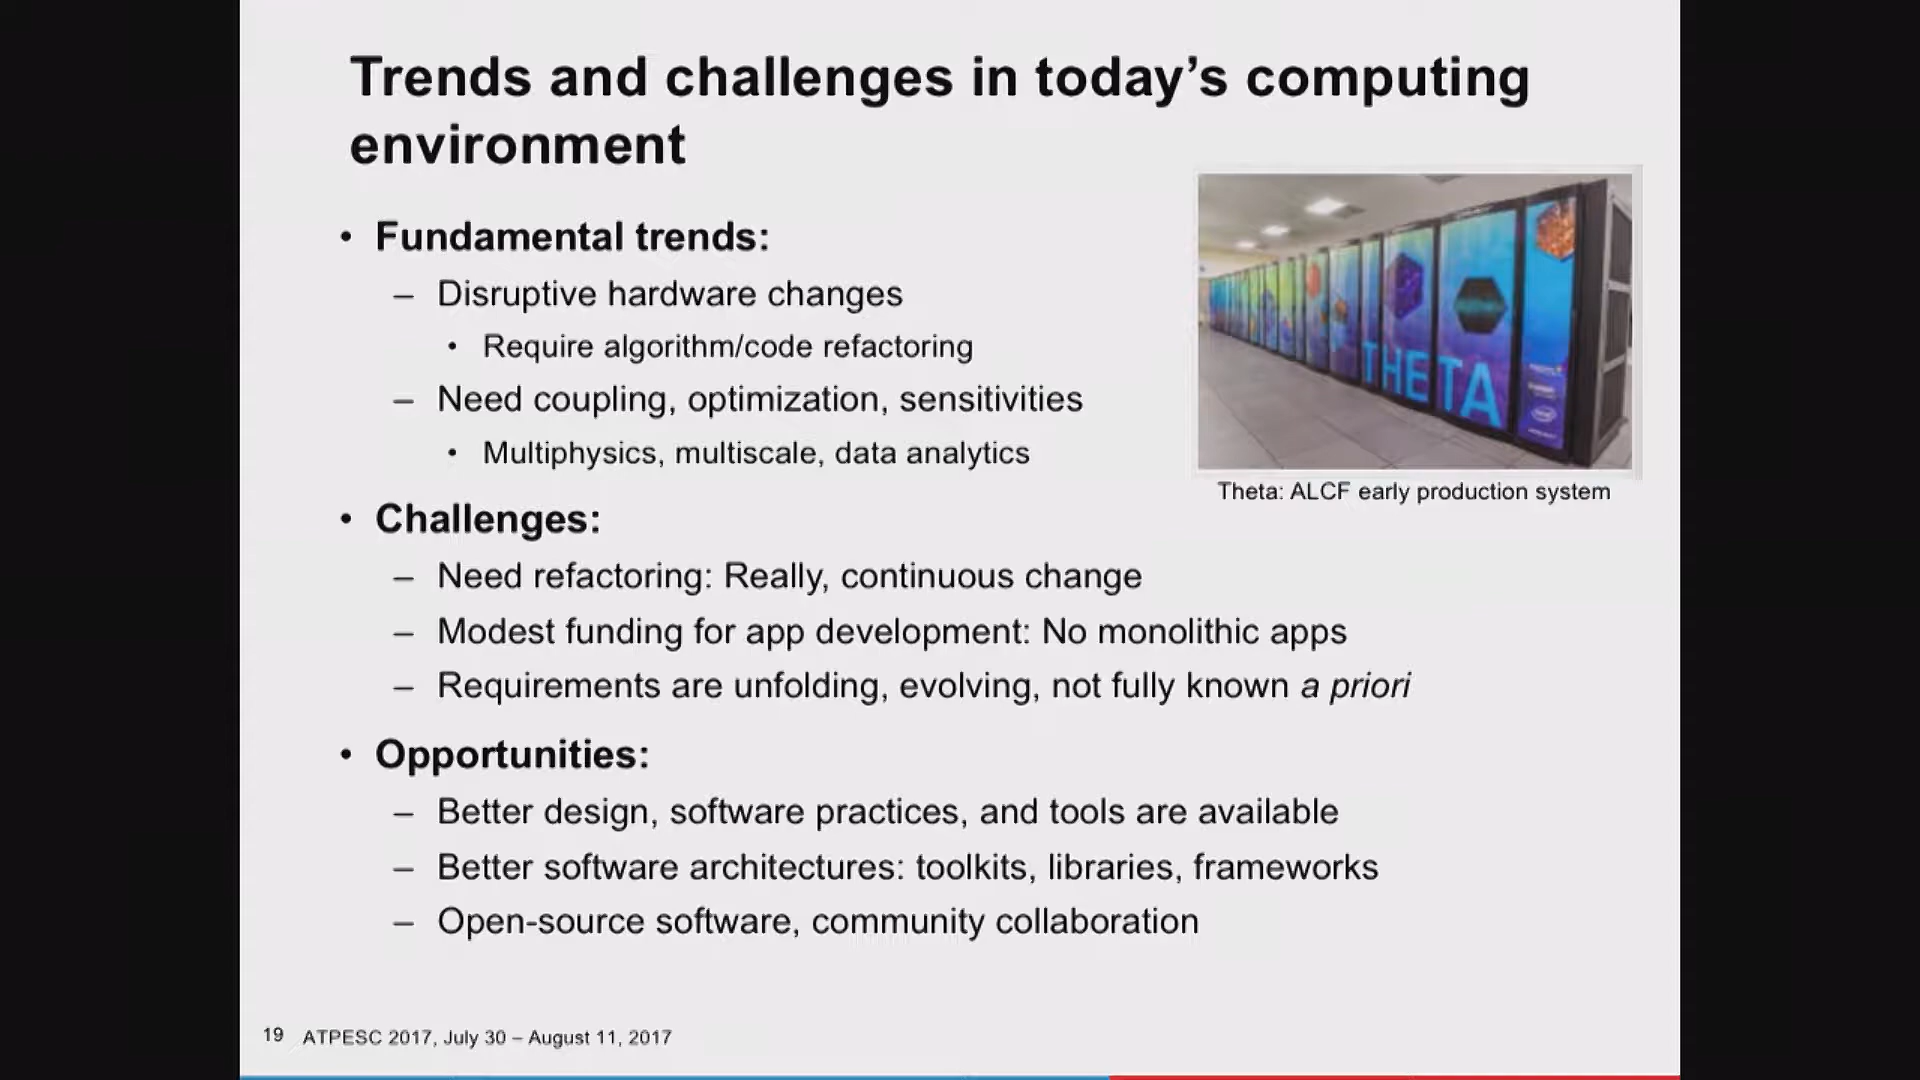 Trends and challenges in today's computing
environment
• Fundamental trends:
– Disruptive hardware changes
• Require algorithm/code refactoring
– Need coupling, optimization, sensitivities
• Multiphysics, multiscale, data analytics
THETA
intel
Theta: ALCF early production system
• Challenges:
– Need refactoring: Really, continuous change
– Modest funding for app development: No monolithic apps
– Requirements are unfolding, evolving, not fully known a priori
• Opportunities:
– Better design, software practices, and tools are available
– Better software architectures: toolkits, libraries, frameworks
– Open-source software, community collaboration
19 ATPESC 2017, July 30 – August 11, 2017